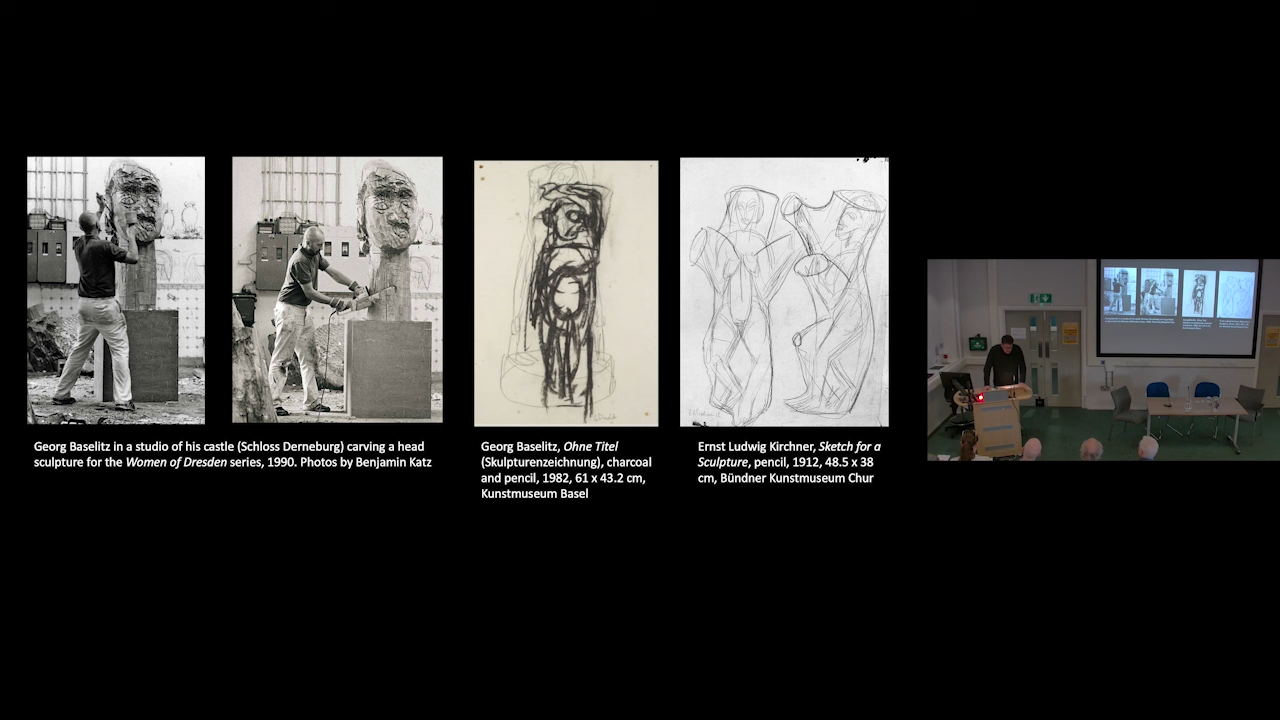 Georg Baselitz in a studio of his castle (Schloss Derneburg) carving a head
sculpture for the Women of Dresden series, 1990. Photos by Benjamin Katz
Georg Baselitz, Ohne Titel
(Skulpturenzeichnung), charcoal
and pencil, 1982, 61 x 43.2 cm,
Kunstmuseum Basel
Ernst Ludwig Kirchner, Sketch for a
Sculpture, pencil, 1912, 48.5 x 38
cm, Bündner Kunstmuseum Chur